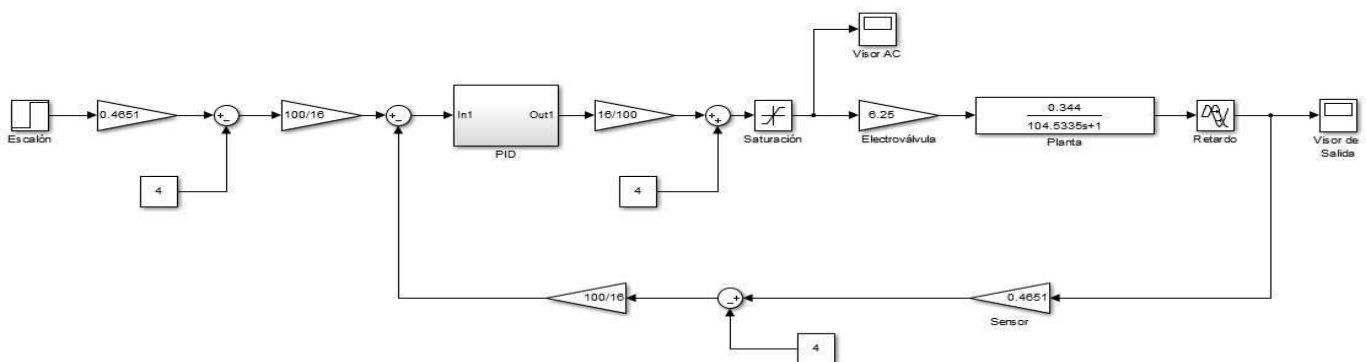 Visor AC
0.4651
+
-
100/16
+
-
In1
Out1
16/100
+
+
6.25
0.344
104.5335s+1
Escalón
PID
Saturación
Electroválvula
Planta
Retardo
Visor de
Salida
4
4
100/16
-
+
0.4651
Sensor
4